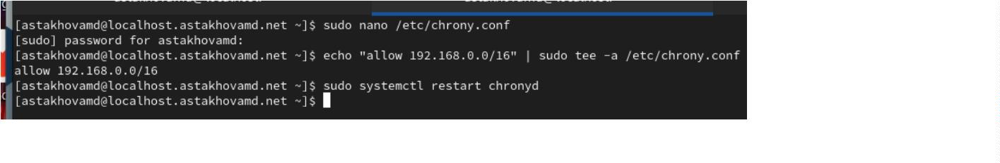 [astakhovamd@localhost.astakhovamd.net ~]$ sudo nano /etc/chrony.conf
[sudo] password for astakhovamd:
[astakhovamd@localhost.astakhovamd.net ~]$ echo "allow 192.168.0.0/16" | sudo tee -a /etc/chrony.conf
allow 192.168.0.0/16
[astakhovamd@localhost.astakhovamd.net ~]$ sudo systemctl restart chronyd
[astakhovamd@localhost.astakhovamd.net ~]$